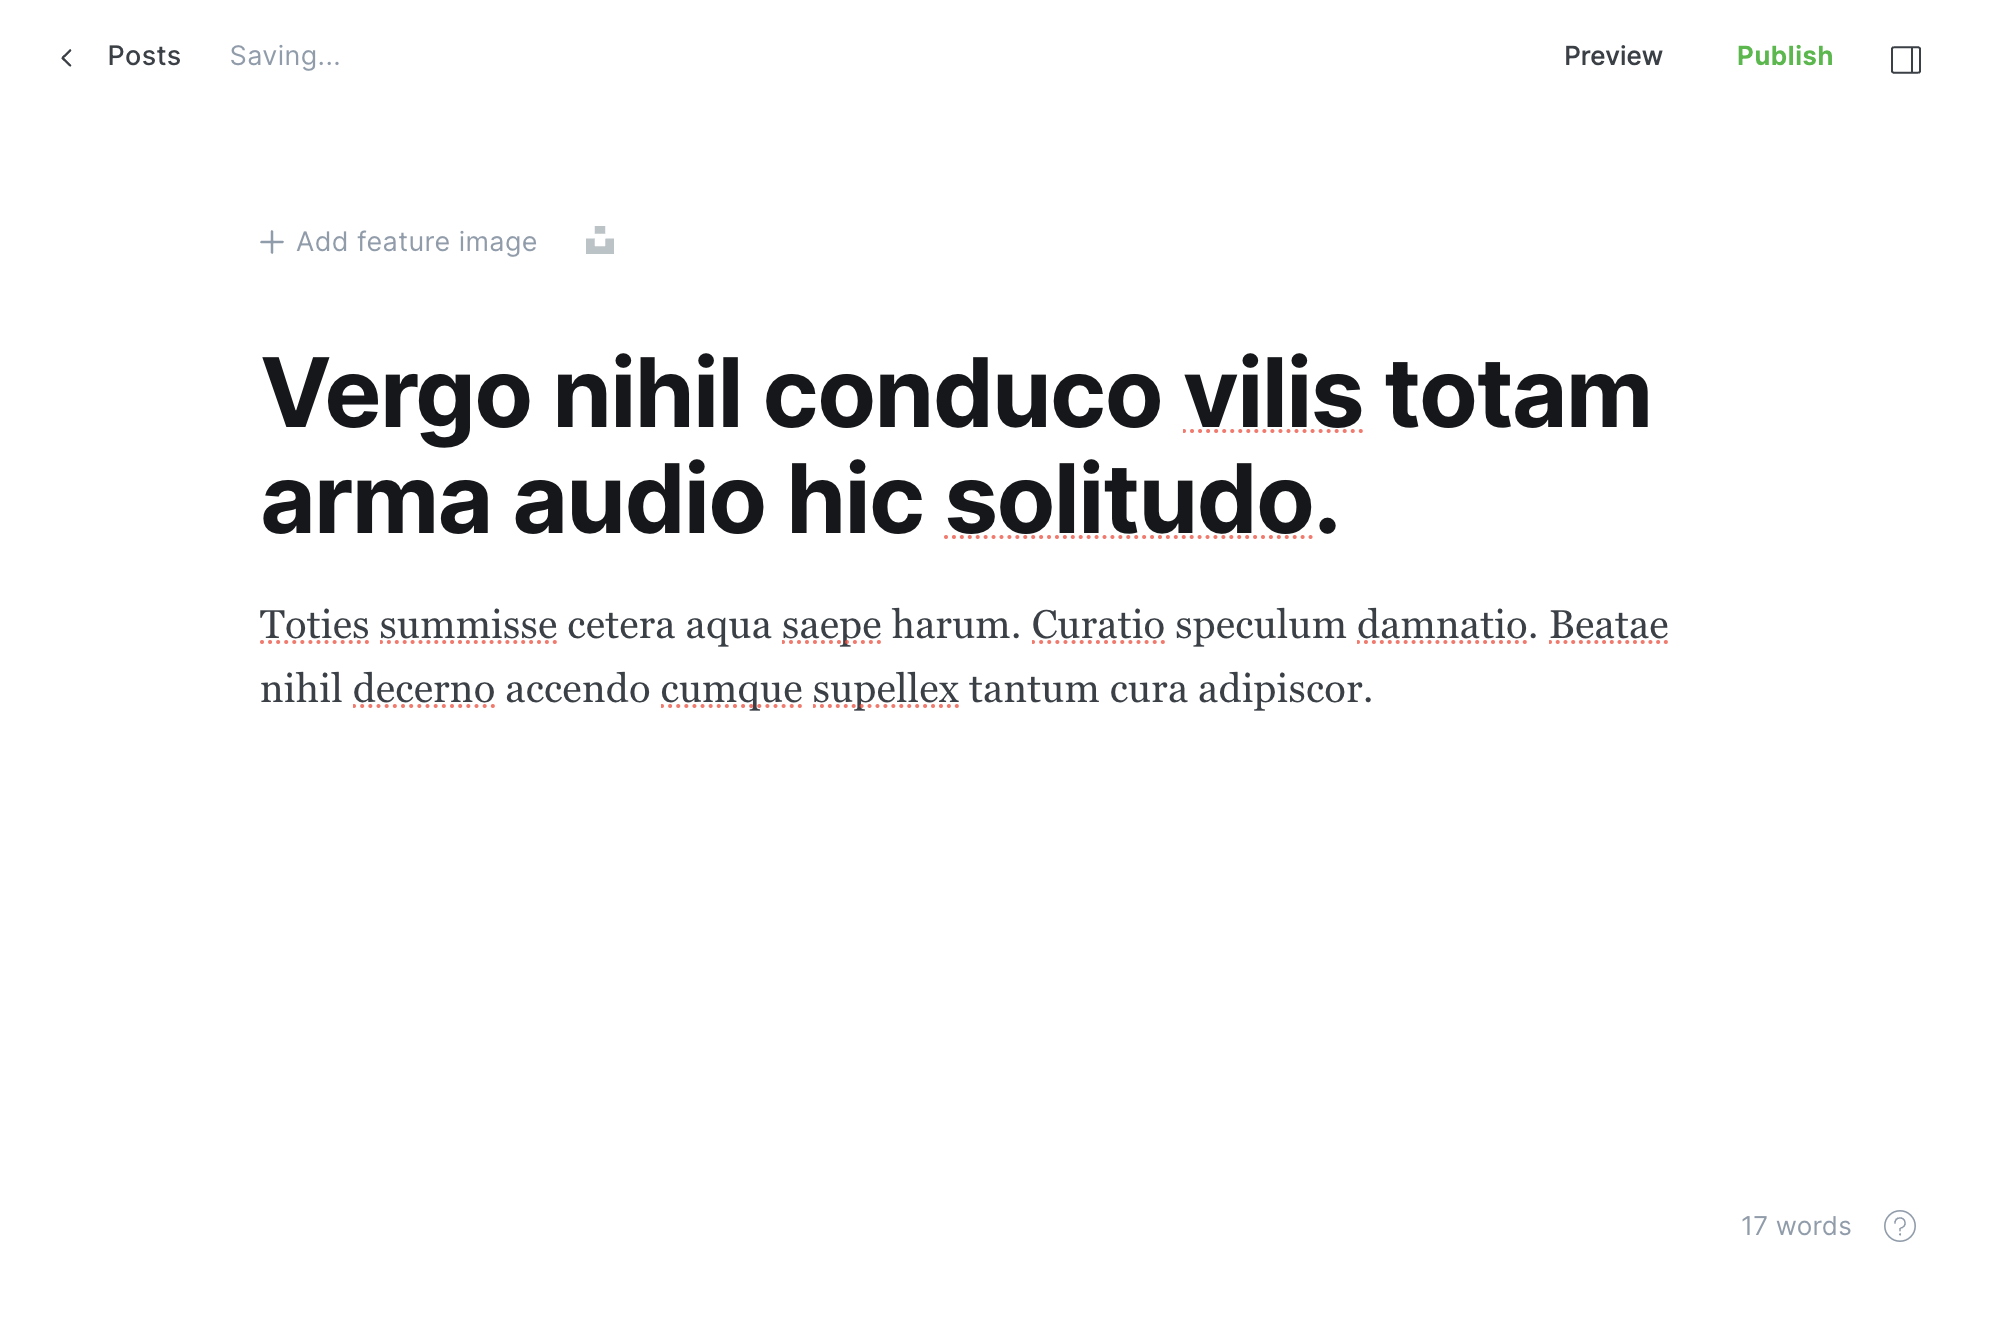 Posts Saving...
Preview Publish
Add feature image
Vergo nihil conduco vilis totam
arma audio hic solitudo.
Toties summisse cetera aqua saepe harum. Curatio speculum damnatio. Beatae
nihil decerno accendo cumque supellex tantum cura adipiscor.
17 words ?